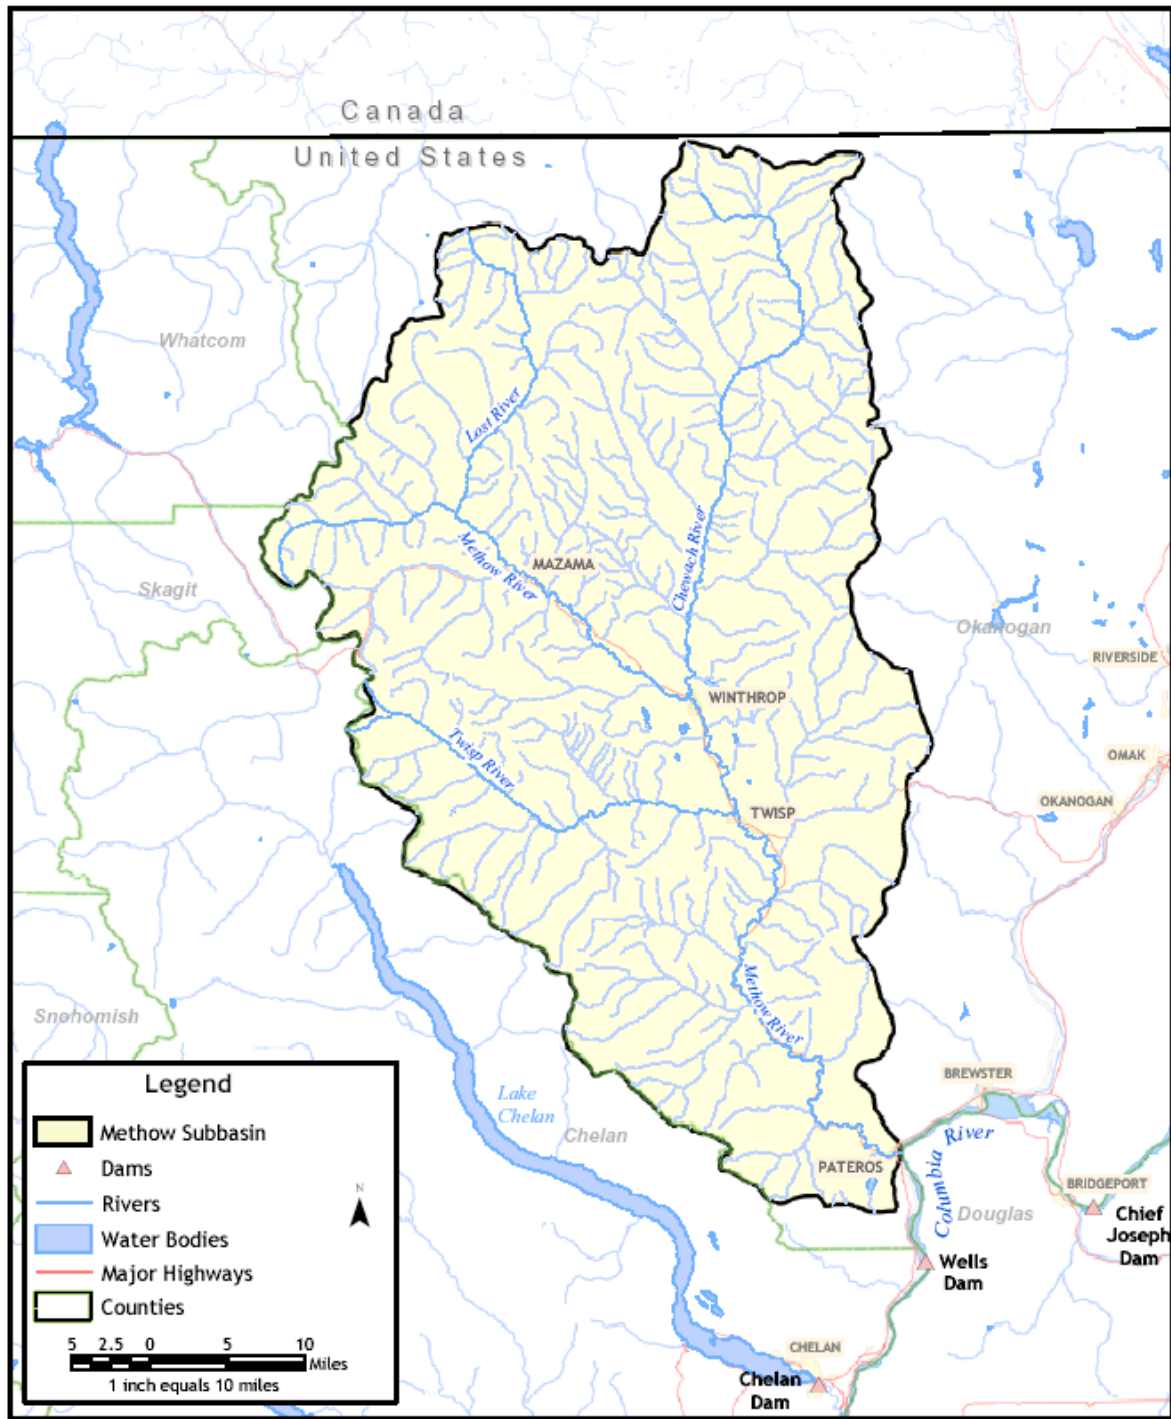 Canada
United States
Whatcom
Lost River
Chewach River
Methow River
MAZAMA
Skagit
Okanogan
RIVERSIDE
WINTHROP
Twisp River
OMAK
OKANOGAN
TWISP
Methow River
Snohomish
BREWSTER
Lake
Chelan
Chelan
Columbia River
PATEROS
BRIDGEPORT
Douglas
Chief
Joseph
Dam
Wells
Dam
CHELAN
Chelan
Dam
Legend
Methow Subbasin
Dams
Rivers
N
Water Bodies
Major Highways
Counties
5 2.5 0 5 10
Miles
1 inch equals 10 miles